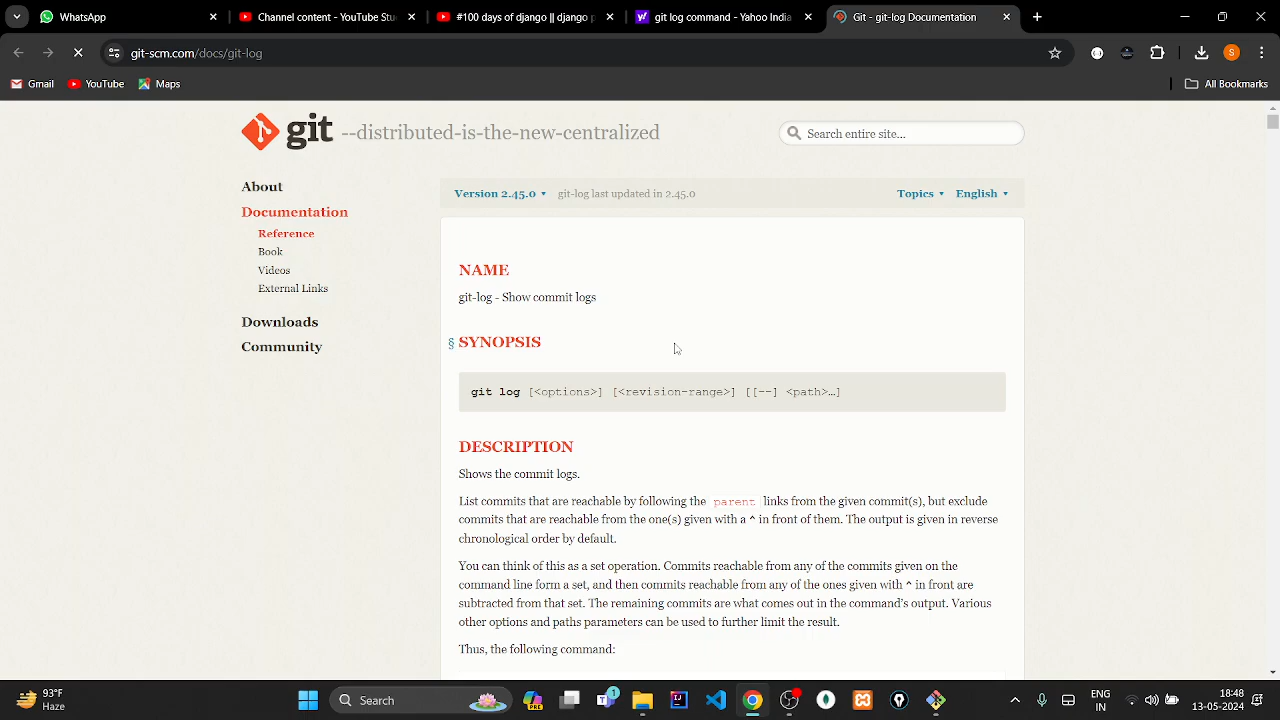 WhatsApp
Channel content - YouTube Stu
#100 days of django || django p
git log command - Yahoo India
Git - git-log Documentation
git-scm.com/docs/git-log
S
Gmail
YouTube
Maps
All Bookmarks
git --distributed-is-the-new-centralized
Search entire site...
About
Documentation
Reference
Book
Videos
External Links
Downloads
Community
Version 2.45.0 ▾ git-log last updated in 2.45.0
Topics ▾ English ▾
NAME
git-log - Show commit logs
§ SYNOPSIS
git log [<options>] [<revision-range>] [[--] <path>…]
DESCRIPTION
Shows the commit logs.
List commits that are reachable by following the parent links from the given commit(s), but exclude
commits that are reachable from the one(s) given with a ^ in front of them. The output is given in reverse
chronological order by default.
You can think of this as a set operation. Commits reachable from any of the commits given on the
command line form a set, and then commits reachable from any of the ones given with ^ in front are
subtracted from that set. The remaining commits are what comes out in the command's output. Various
other options and paths parameters can be used to further limit the result.
Thus, the following command:
93°F
Haze
Search
PRE
1
ENG
IN
18:48
13-05-2024